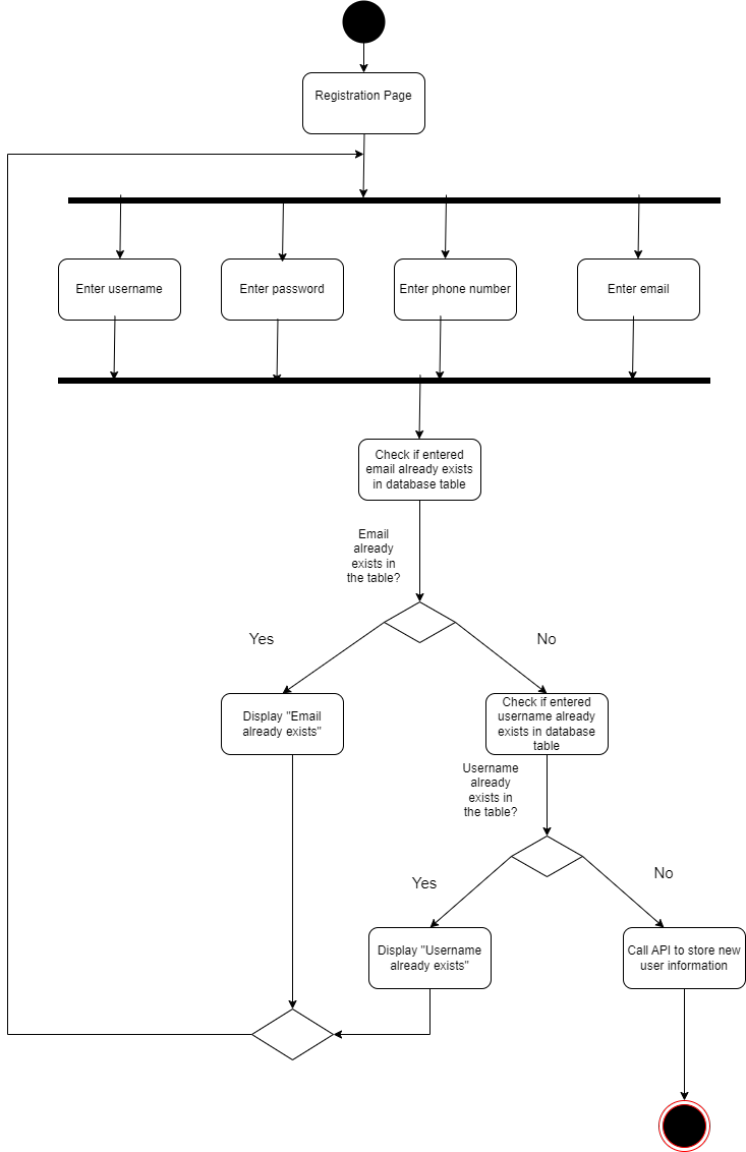 Registration Page
Enter username
Enter password
Enter phone number
Enter email
Check if entered
email already exists
in database table
Email
already
exists in
the table?
Yes
No
Display "Email
already exists"
Check if entered
username already
exists in database
table
Username
already
exists in
the table?
Yes
No
Display "Username
already exists"
Call API to store new
user information